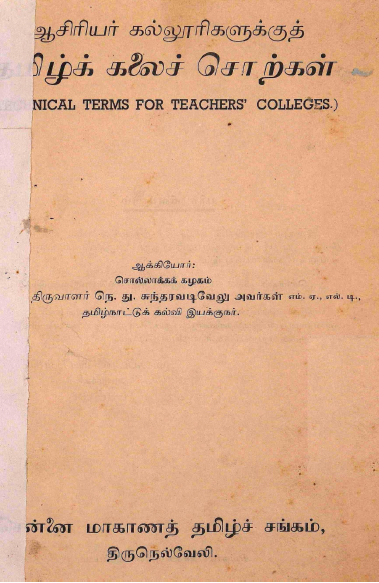 ஆசிரியர் கல்லூரிகளுக்குத்
தமிழ்க் கலைச் சொற்கள்
NICAL TERMS FOR TEACHERS' COLLEGES.)
ஆக்கியோர்:
சொல்லாக்கக் கழகம்
திருவாளர் நெ. து. சுந்தரவடிவேலு அவர்கள் எம். ஏ., எல். டி.,
தமிழ்நாட்டுக் கல்வி இயக்குநர்.
சென்னை மாகாணத் தமிழ்ச் சங்கம்,
திருநெல்வேலி.